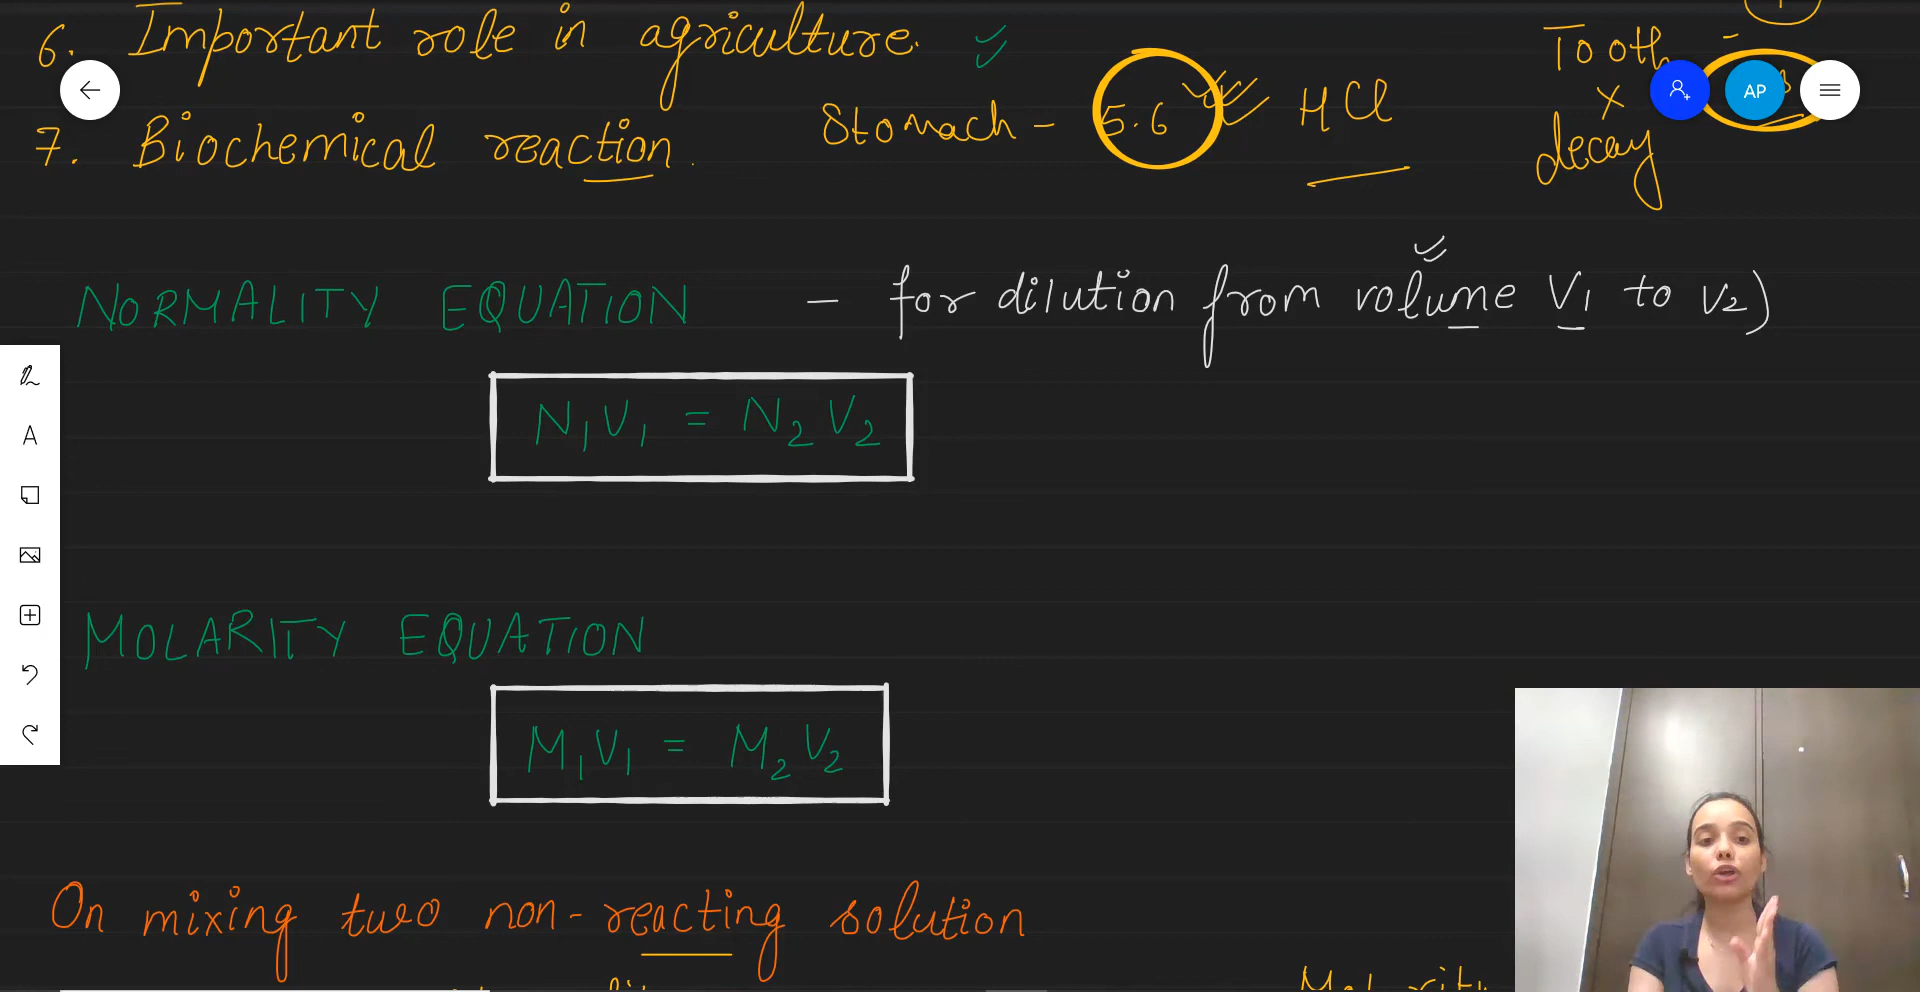 6. Important role in agriculture.
Tooth -
× 
decay
AP
7. Biochemical reaction.
Stomach - 5.6 HCl
NORMALITY EQUATION - for dilution from volume V1 to V2)
N1V1 = N2V2
MOLARITY EQUATION
M1V1 = M2V2
On mixing two non-reacting solution
Molarity